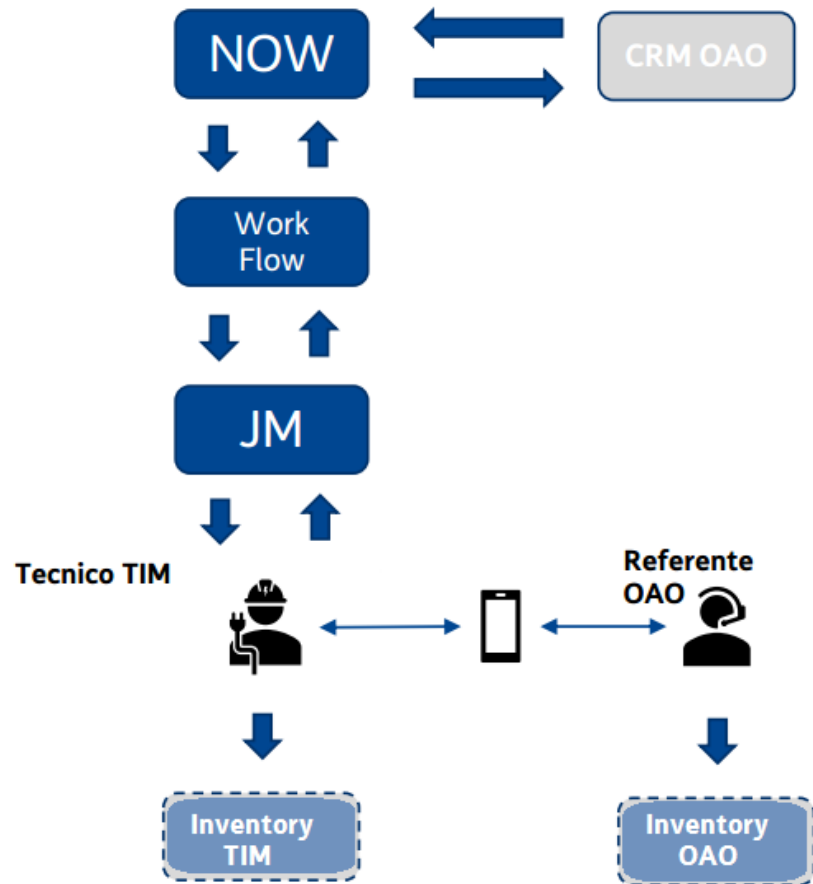 NOW
CRM OAO
Work
Flow
JM
Tecnico TIM
Referente
OAO
Inventory
TIM
Inventory
OAO